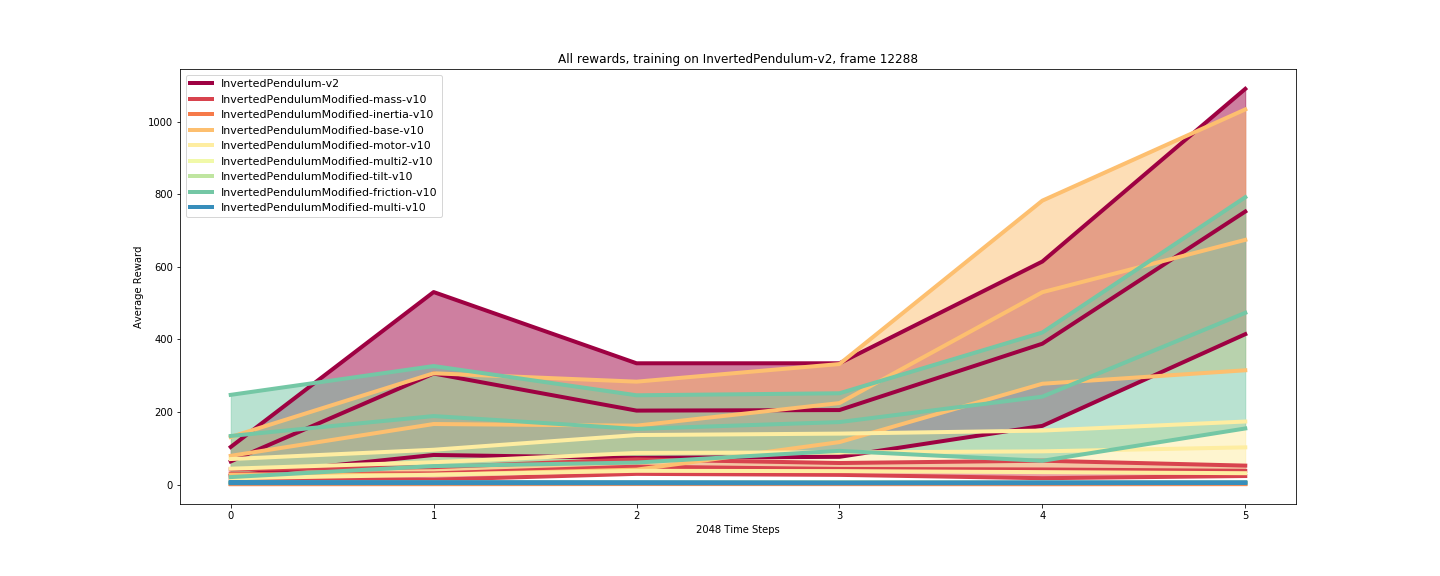 All rewards, training on InvertedPendulum-v2, frame 12288
InvertedPendulum-v2
InvertedPendulumModified-mass-v10
InvertedPendulumModified-inertia-v10
InvertedPendulumModified-base-v10
InvertedPendulumModified-motor-v10
InvertedPendulumModified-multi2-v10
InvertedPendulumModified-tilt-v10
InvertedPendulumModified-friction-v10
InvertedPendulumModified-multi-v10
Average Reward
1000
800
600
400
200
0
0 1 2 3 4 5
2048 Time Steps